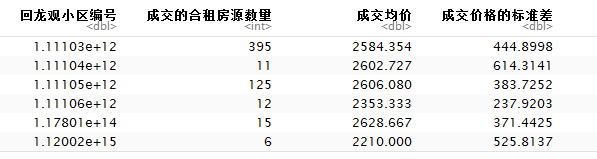 回龙观小区编号 成交的合租房源数量 成交均价 成交价格的标准差
<dbl> <int> <dbl> <dbl>
1.11103e+12 395 2584.354 444.8998
1.11104e+12 11 2602.727 614.3141
1.11105e+12 125 2606.080 383.7252
1.11106e+12 12 2353.333 237.9203
1.17801e+14 15 2628.667 371.4425
1.12002e+15 6 2210.000 525.8137